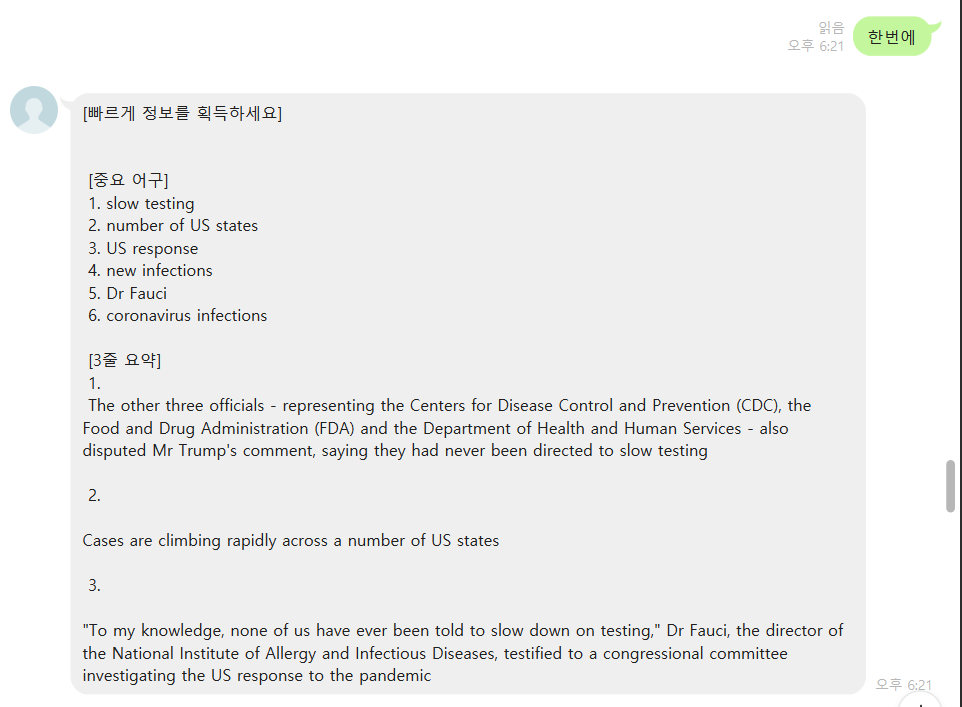 읽음
오후 6:21
한번에
[빠르게 정보를 획득하세요]
[중요 어구]
1. slow testing
2. number of US states
3. US response
4. new infections
5. Dr Fauci
6. coronavirus infections
[3줄 요약]
1.
The other three officials - representing the Centers for Disease Control and Prevention (CDC), the
Food and Drug Administration (FDA) and the Department of Health and Human Services - also
disputed Mr Trump's comment, saying they had never been directed to slow testing
2.
Cases are climbing rapidly across a number of US states
3.
"To my knowledge, none of us have ever been told to slow down on testing," Dr Fauci, the director of
the National Institute of Allergy and Infectious Diseases, testified to a congressional committee
investigating the US response to the pandemic
오후 6:21